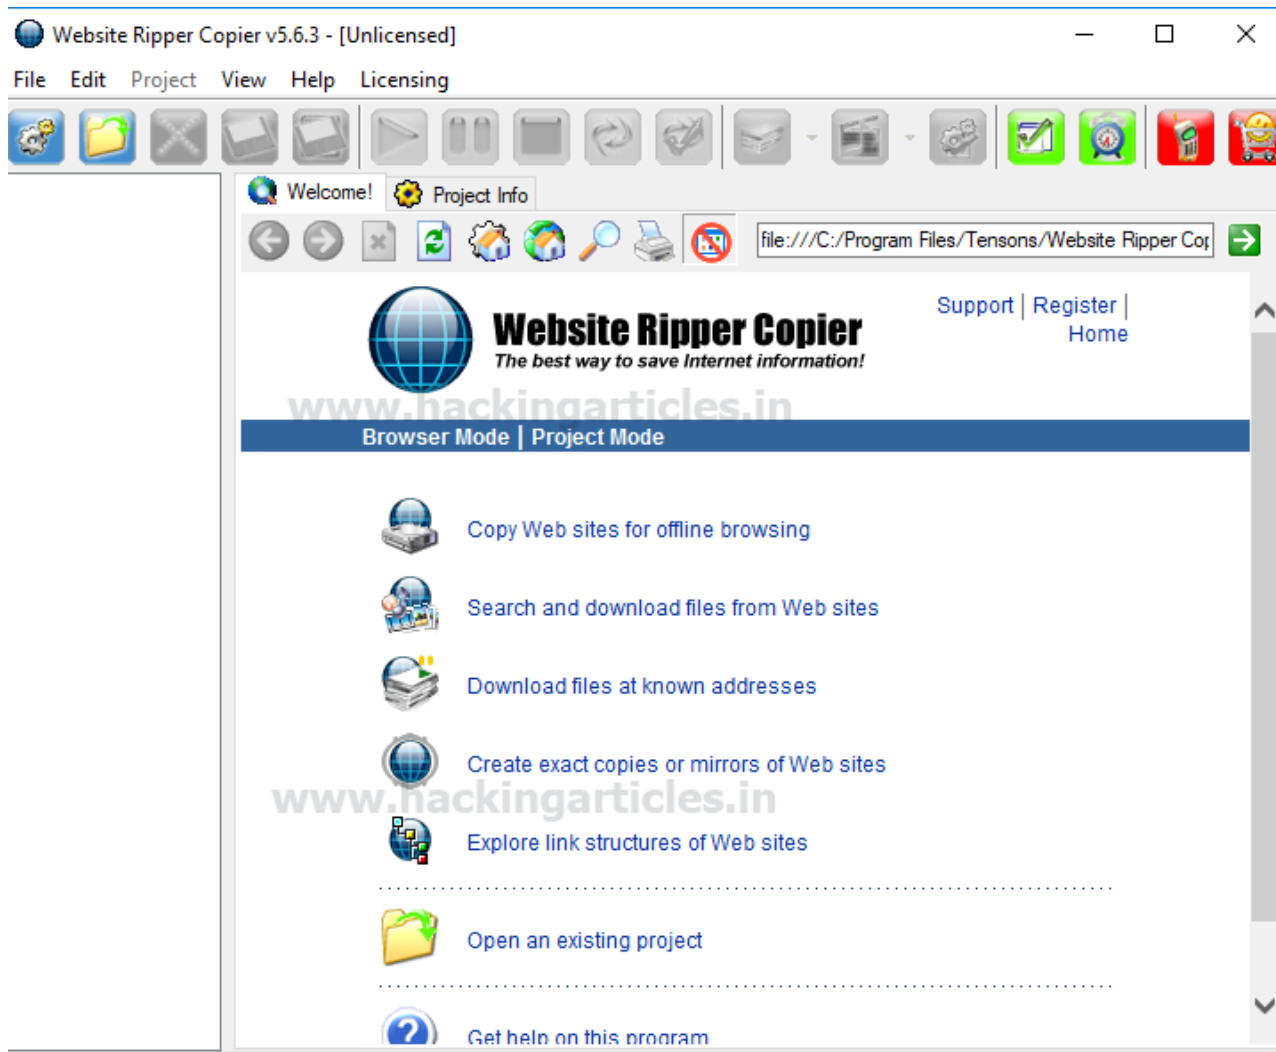 Website Ripper Copier v5.6.3 - [Unlicensed]
File Edit Project View Help Licensing
Welcome! Project Info
file:///C:/Program Files/Tensons/Website Ripper Cop
Support | Register |
Home
Website Ripper Copier
The best way to save Internet information!
www.hackingarticles.in
Browser Mode | Project Mode
Copy Web sites for offline browsing
Search and download files from Web sites
Download files at known addresses
Create exact copies or mirrors of Web sites
www.hackingarticles.in
Explore link structures of Web sites
Open an existing project
Get help on this program